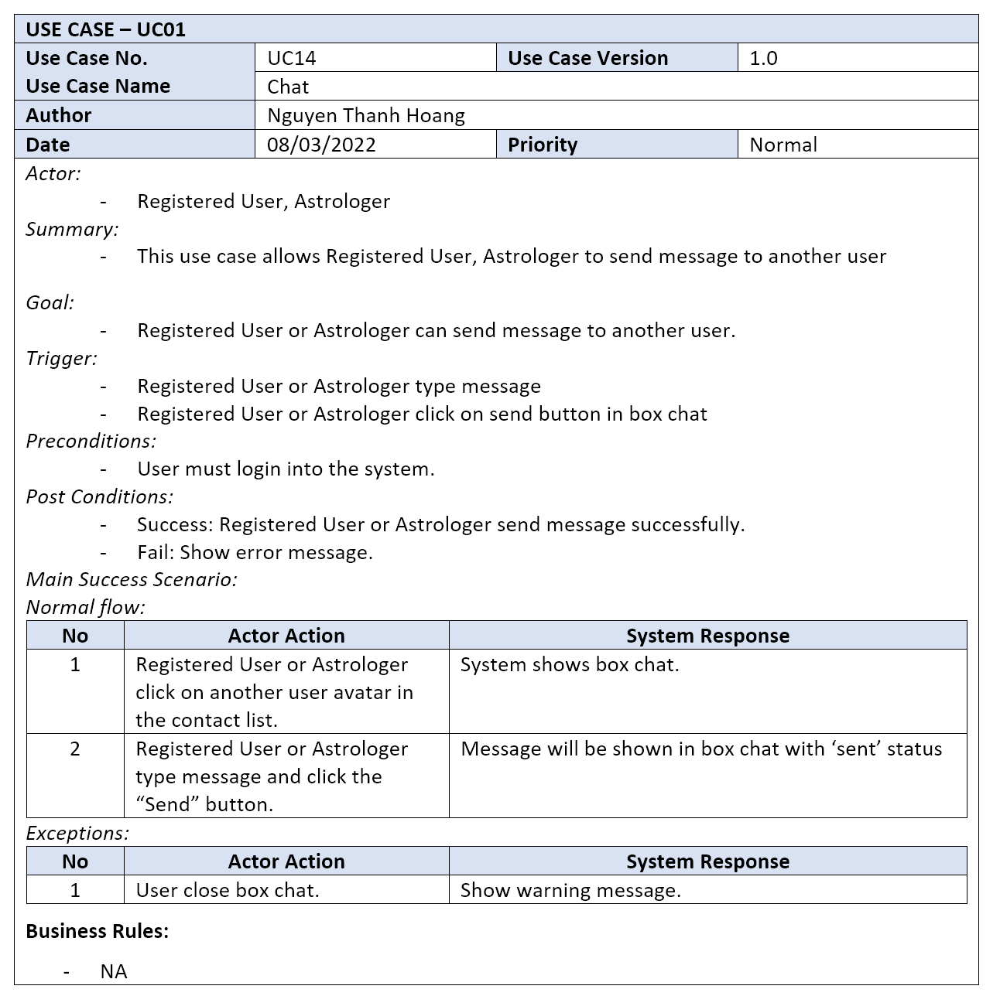 USE CASE – UC01
Use Case No. UC14 Use Case Version 1.0
Use Case Name Chat
Author Nguyen Thanh Hoang
Date 08/03/2022 Priority Normal
Actor:
- Registered User, Astrologer
Summary:
- This use case allows Registered User, Astrologer to send message to another user
Goal:
- Registered User or Astrologer can send message to another user.
Trigger:
- Registered User or Astrologer type message
- Registered User or Astrologer click on send button in box chat
Preconditions:
- User must login into the system.
Post Conditions:
- Success: Registered User or Astrologer send message successfully.
- Fail: Show error message.
Main Success Scenario:
Normal flow:
No Actor Action System Response
1 Registered User or Astrologer System shows box chat.
click on another user avatar in
the contact list.
2 Registered User or Astrologer Message will be shown in box chat with ‘sent’ status
type message and click the
“Send” button.
Exceptions:
No Actor Action System Response
1 User close box chat. Show warning message.
Business Rules:
- NA